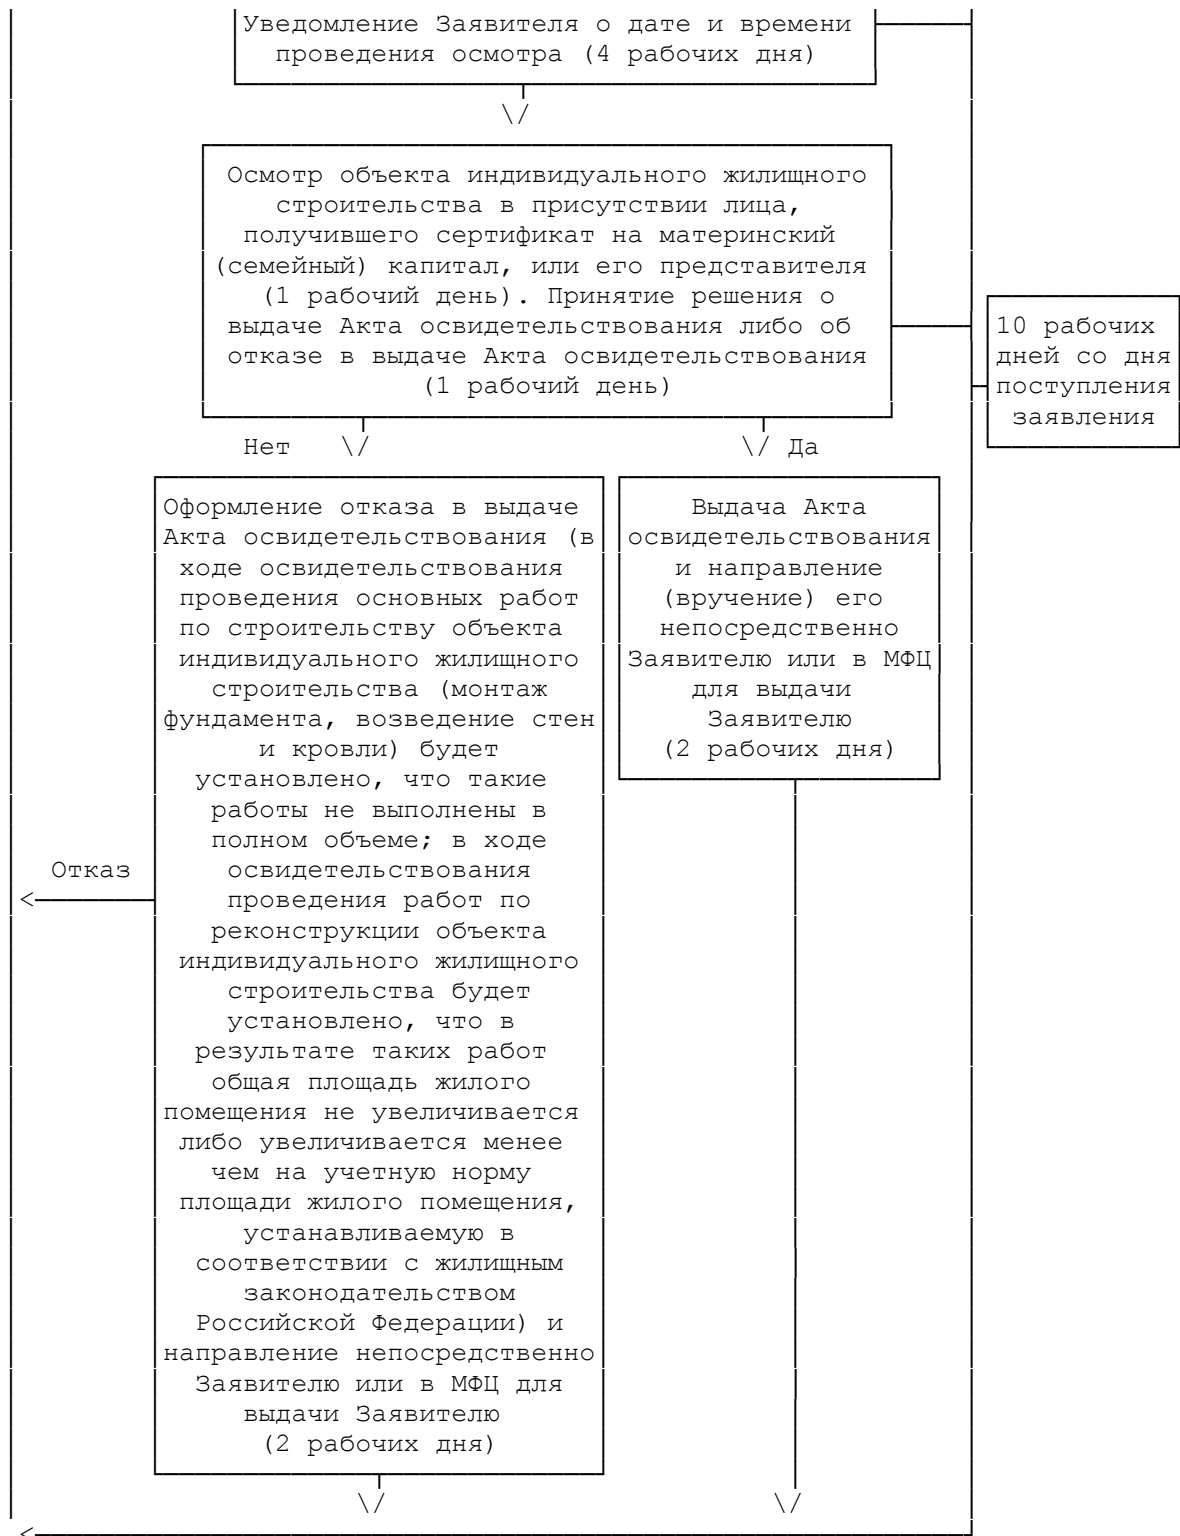 Уведомление Заявителя о дате и времени
проведения осмотра (4 рабочих дня)
\/
Осмотр объекта индивидуального жилищного
строительства в присутствии лица,
получившего сертификат на материнский
(семейный) капитал, или его представителя
(1 рабочий день). Принятие решения о
выдаче Акта освидетельствования либо об
отказе в выдаче Акта освидетельствования
(1 рабочий день)
10 рабочих
дней со дня
поступления
заявления
Нет \/
\/ Да
Оформление отказа в выдаче
Акта освидетельствования (в
ходе освидетельствования
проведения основных работ
по строительству объекта
индивидуального жилищного
строительства (монтаж
фундамента, возведение стен
и кровли) будет
установлено, что такие
работы не выполнены в
полном объеме; в ходе
освидетельствования
проведения работ по
реконструкции объекта
индивидуального жилищного
строительства будет
установлено, что в
результате таких работ
общая площадь жилого
помещения не увеличивается
либо увеличивается менее
чем на учетную норму
площади жилого помещения,
устанавливаемую в
соответствии с жилищным
законодательством
Российской Федерации) и
направление непосредственно
Заявителю или в МФЦ для
выдачи Заявителю
(2 рабочих дня)
Выдача Акта
освидетельствования
и направление
(вручение) его
непосредственно
Заявителю или в МФЦ
для выдачи
Заявителю
(2 рабочих дня)
Отказ
<
\/
\/
<